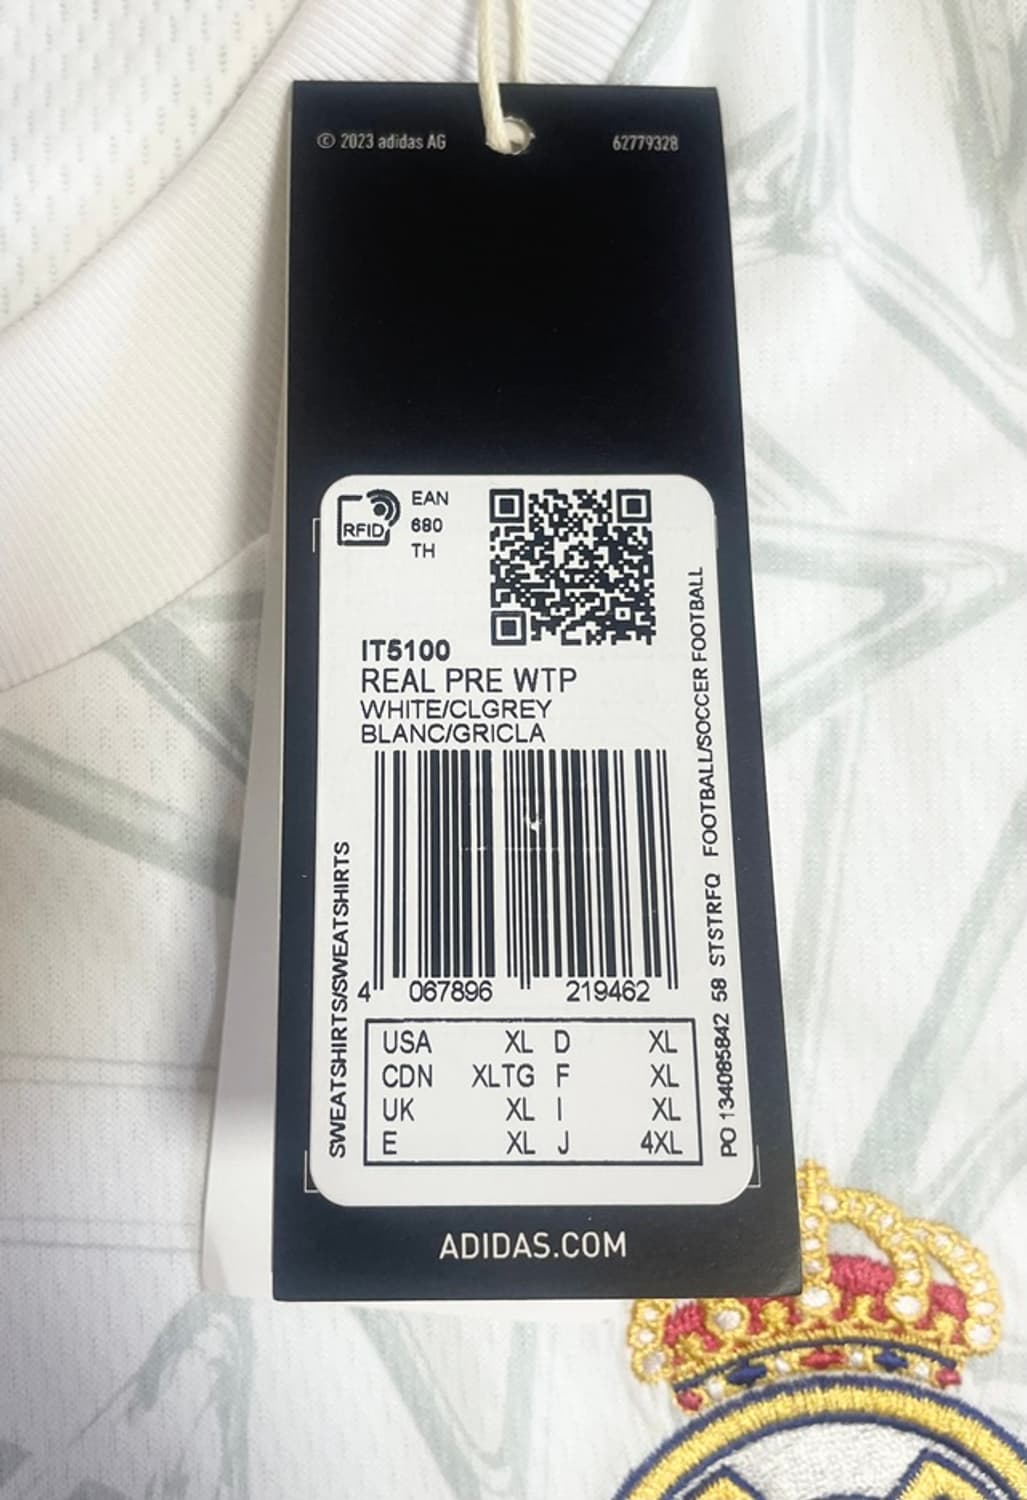 © 2023 adidas AG
62779328
RFID
EAN
680
TH
IT5100
REAL PRE WTP
WHITE/CLGREY
BLANC/GRICLA
SWEATSHIRTS/SWEATSHIRTS
PO 134085842 58 STSTRFQ FOOTBALL/SOCCER FOOTBALL
4 067896 219462
USA XL D XL
CDN XLTG F XL
UK XL I XL
E XL J 4XL
ADIDAS.COM